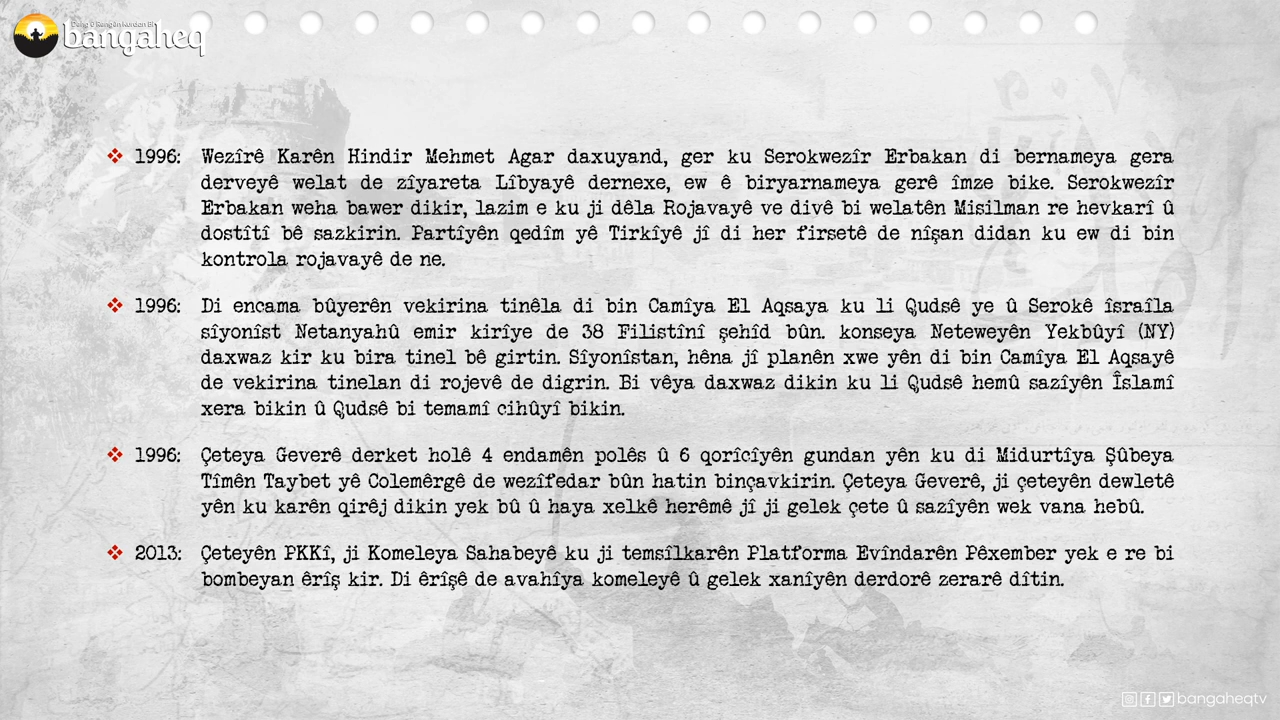 Deng û Rengên Kurdan Bi
bangaheq
❖ 1996: Wezîrê Karên Hindir Mehmet Agar daxuyand, ger ku Serokwezîr Erbakan di bernameya gera
derveyê welat de zîyareta Lîbyayê dernexe, ew ê biryarnameya gerê îmze bike. Serokwezîr
Erbakan weha bawer dikir, lazim e ku ji dêla Rojavayê ve divê bi welatên Misilman re hevkarî û
dostîtî bê sazkirin. Partîyên qedîm yê Tirkîyê jî di her firsetê de nîşan didan ku ew di bin
kontrola rojavayê de ne.
❖ 1996: Di encama bûyerên vekirina tinêla di bin Camîya El Aqsaya ku li Qudsê ye û Serokê îsraîla
sîyonîst Netanyahû emir kirîye de 38 Filistînî şehîd bûn. konseya Neteweyên Yekbûyî (NY)
daxwaz kir ku bira tinel bê girtin. Sîyonîstan, hêna jî planên xwe yên di bin Camîya El Aqsayê
de vekirina tinelan di rojevê de digrin. Bi vêya daxwaz dikin ku li Qudsê hemû sazîyên Îslamî
xera bikin û Qudsê bi temamî cihûyî bikin.
❖ 1996: Çeteya Geverê derket holê 4 endamên polês û 6 qorîcîyên gundan yên ku di Midurtîya Şûbeya
Tîmên Taybet yê Colemêrgê de wezîfedar bûn hatin binçavkirin. Çeteya Geverê, ji çeteyên dewletê
yên ku karên qirêj dikin yek bû û haya xelkê herêmê jî ji gelek çete û sazîyên wek vana hebû.
❖ 2013: Çeteyên PKKî, ji Komeleya Sahabeyê ku ji temsîlkarên Platforma Evîndarên Pêxember yek e re bi
bombeyan êrîş kir. Di êrîşê de avahîya komeleyê û gelek xanîyên derdorê zerarê dîtin.
bangaheqtv